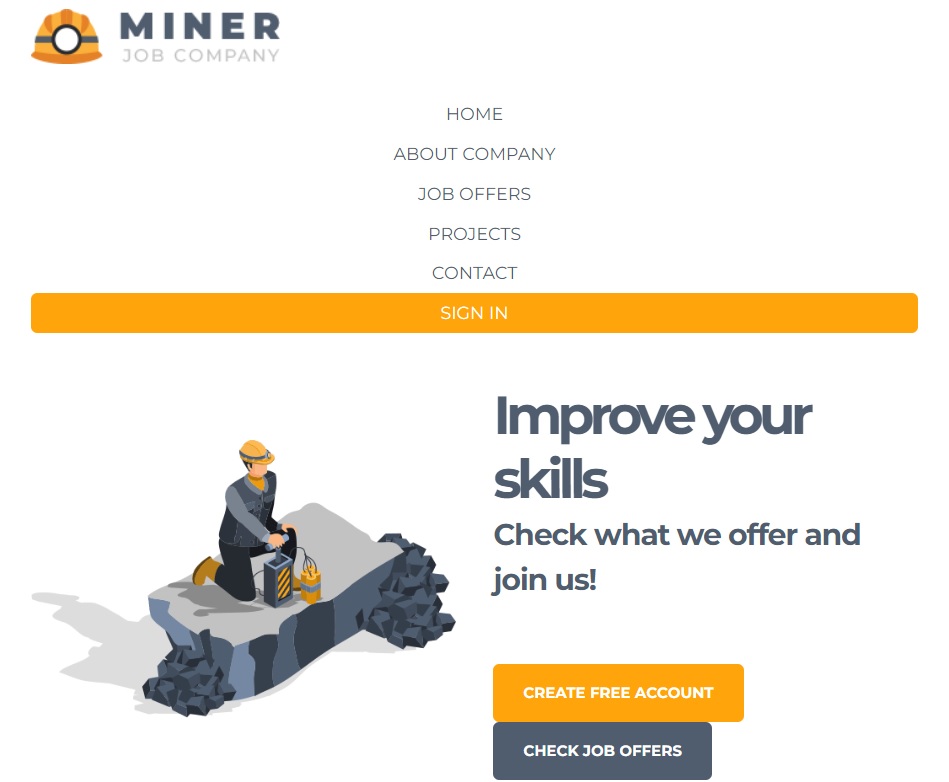 MINER
JOB COMPANY
HOME
ABOUT COMPANY
JOB OFFERS
PROJECTS
CONTACT
SIGN IN
Improve your
skills
Check what we offer and
join us!
CREATE FREE ACCOUNT
CHECK JOB OFFERS